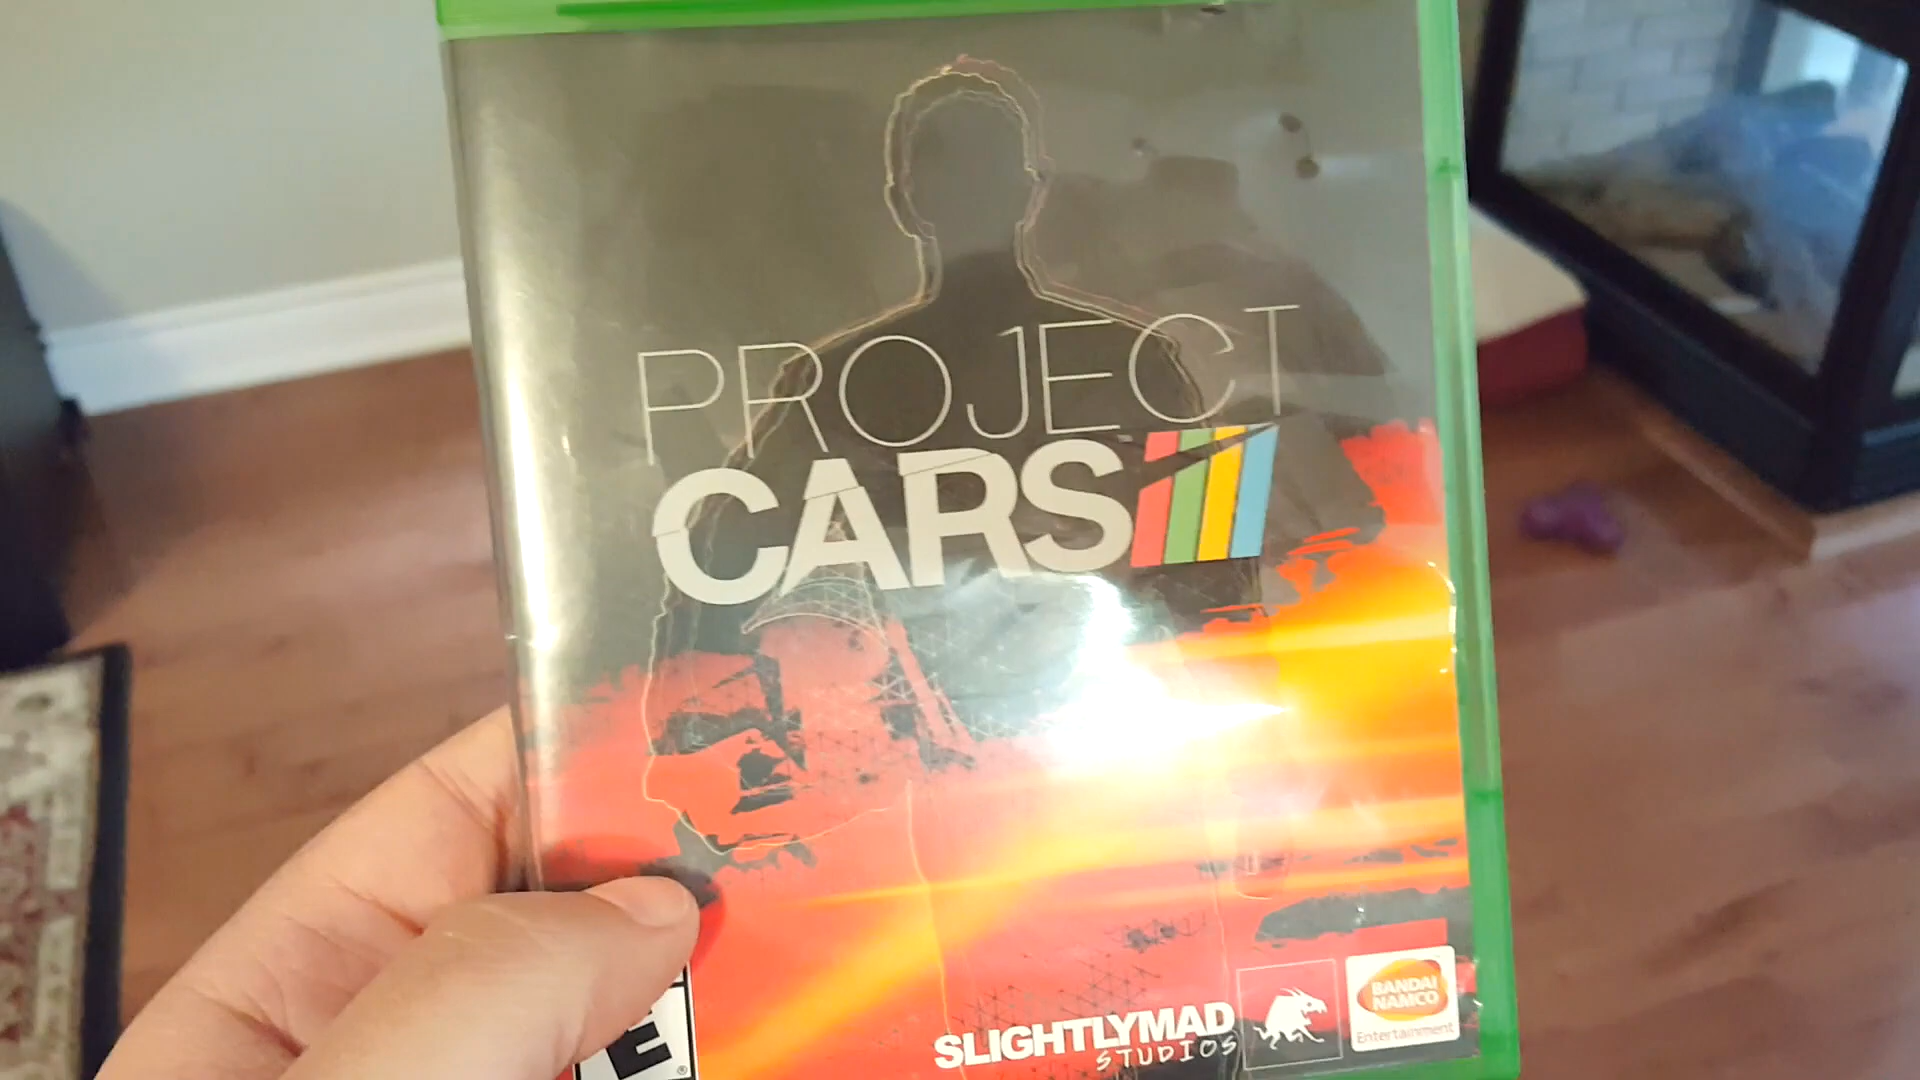 PROJECT
CARS
E
SLIGHTLYMAD
STUDIOS
BANDAI
NAMCO
Entertainment